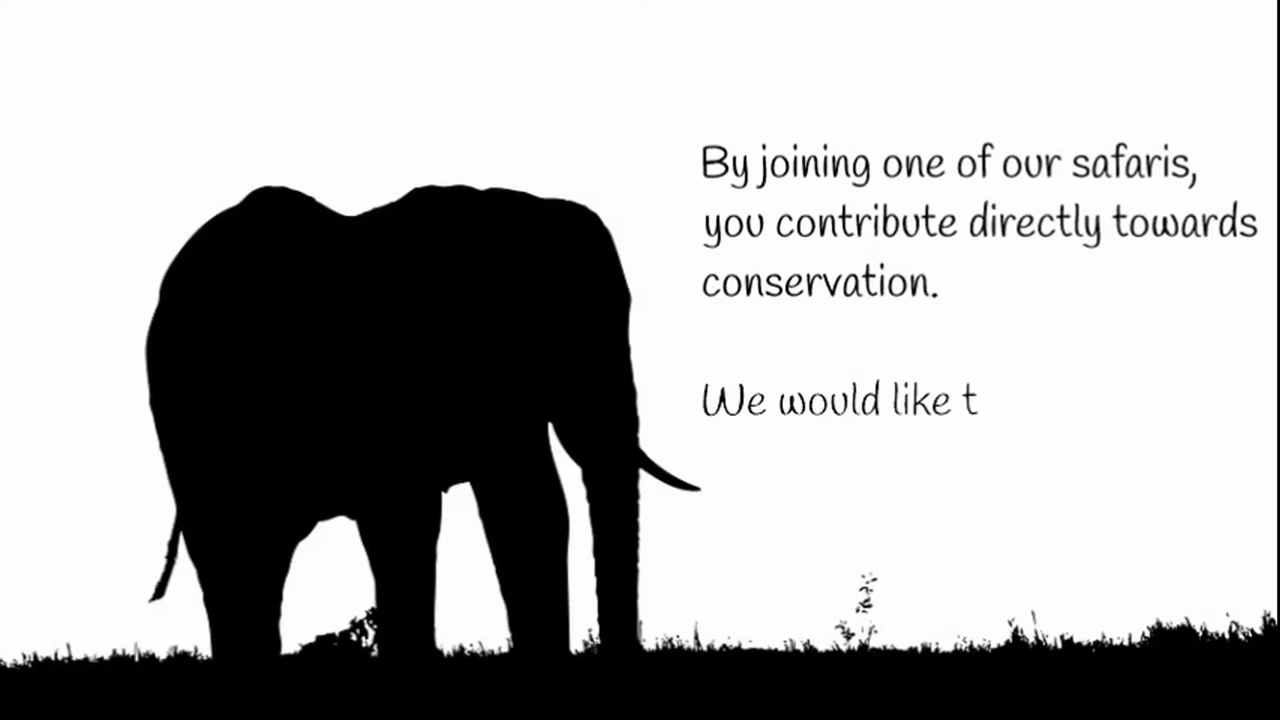 By joining one of our safaris,
you contribute directly towards
conservation.
We would like t